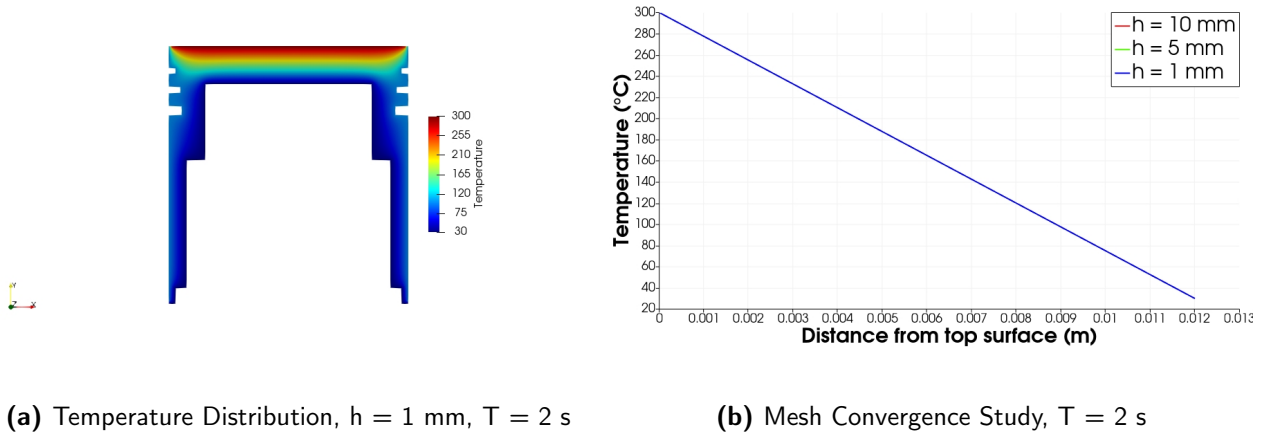 300
255
210
165
120
75
30
Temperature
Y
Z
X
h = 10 mm
h = 5 mm
h = 1 mm
Temperature (°C)
300
280
260
240
220
200
180
160
140
120
100
80
60
40
20
0 0.001 0.002 0.003 0.004 0.005 0.006 0.007 0.008 0.009 0.01 0.011 0.012 0.013
Distance from top surface (m)
(a) Temperature Distribution, h = 1 mm, T = 2 s
(b) Mesh Convergence Study, T = 2 s